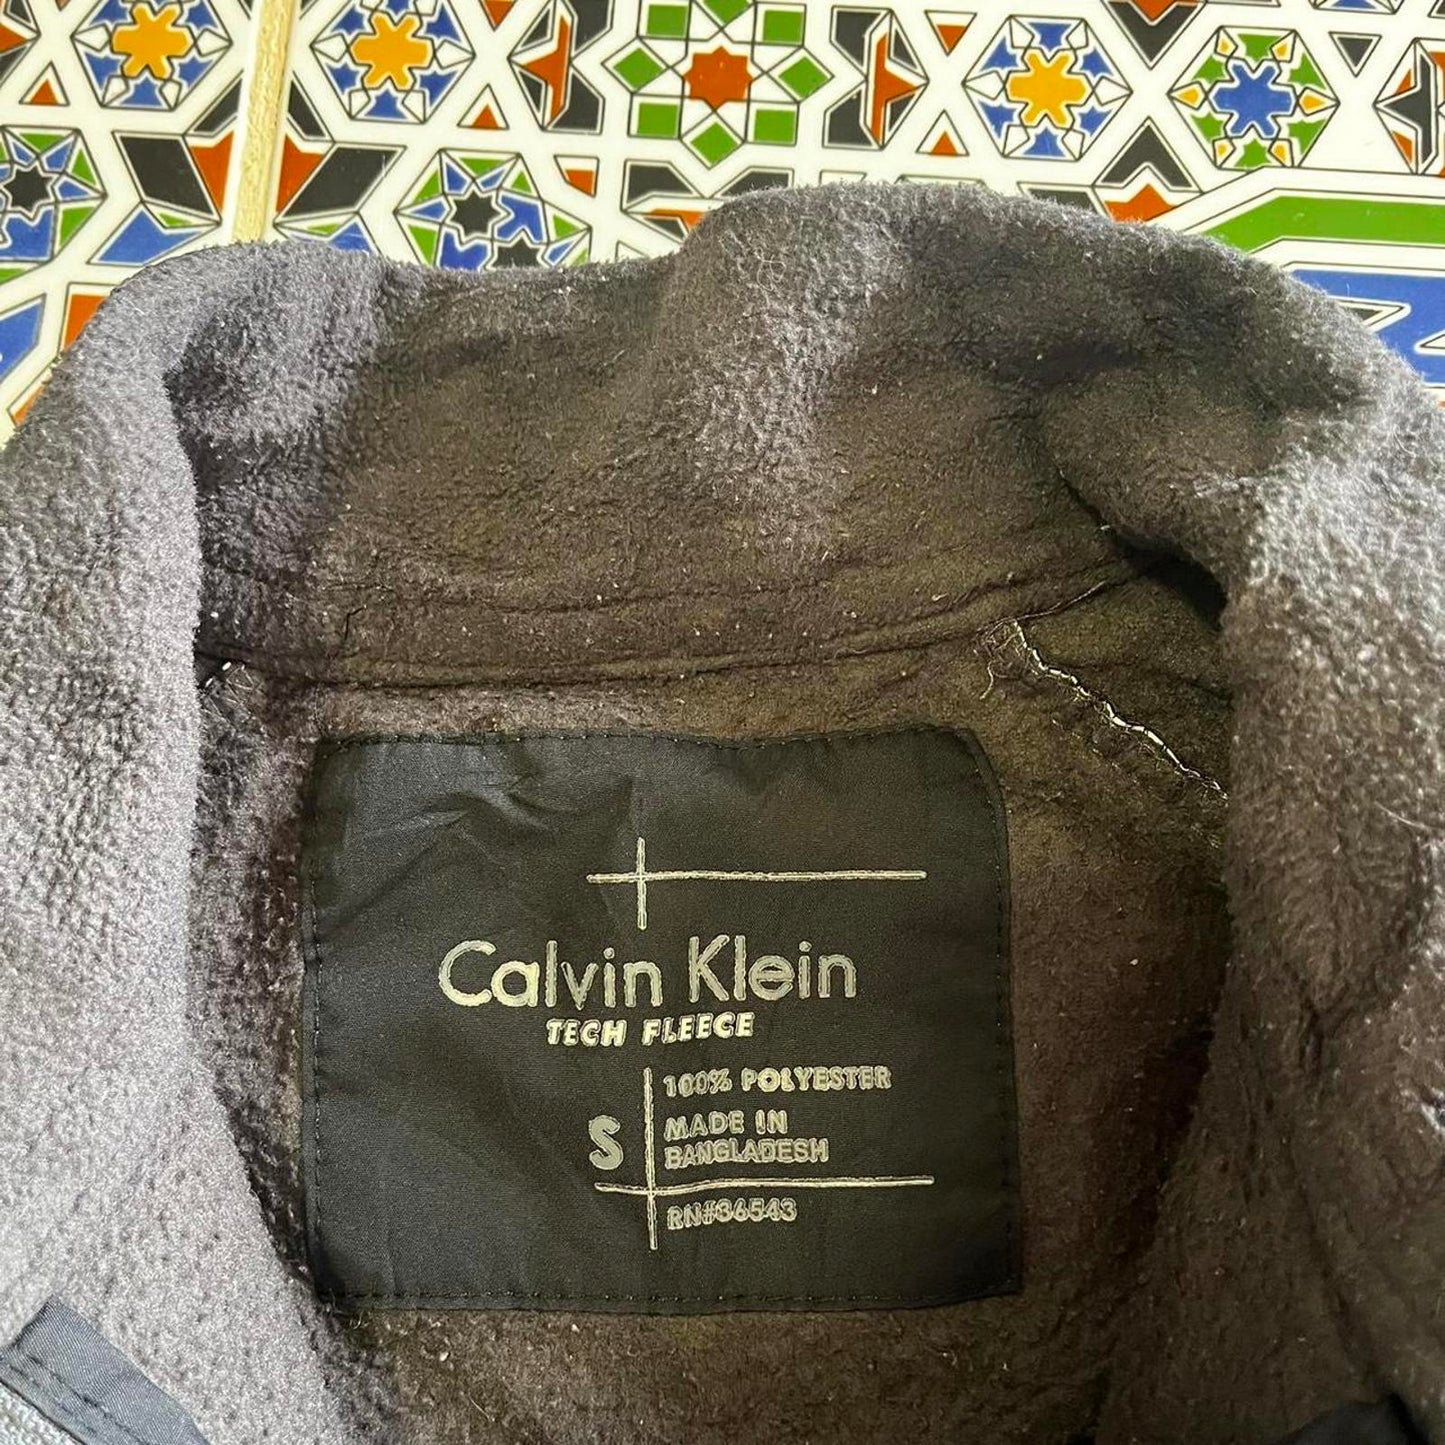 Calvin Klein
TECH FLEECE
100% POLYESTER
S
MADE IN
BANGLADESH
RN#36543